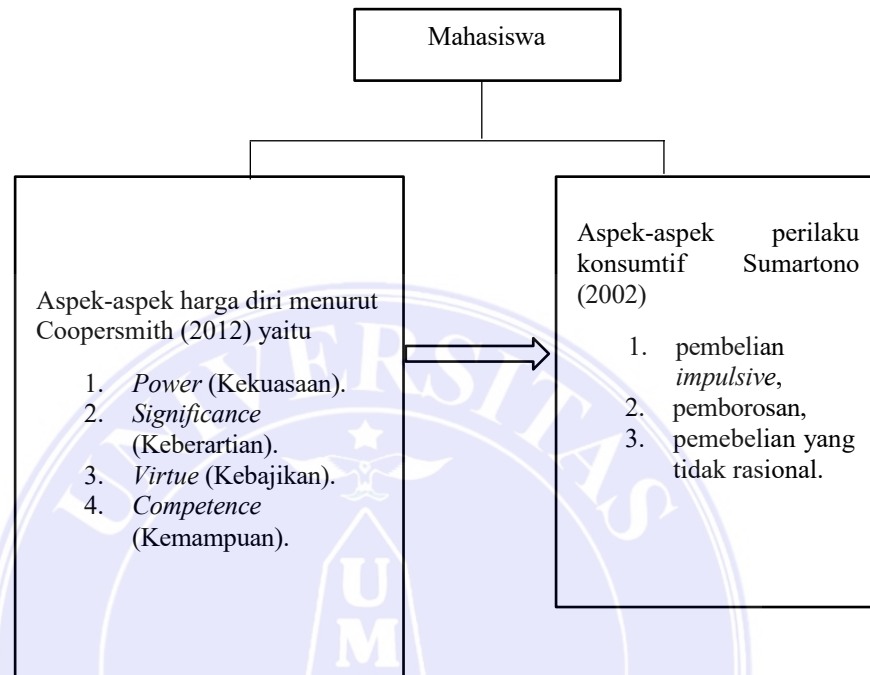 Mahasiswa
Aspek-aspek harga diri menurut
Coopersmith (2012) yaitu
1. Power (Kekuasaan).
2. Significance
(Keberartian).
3. Virtue (Kebajikan).
4. Competence
(Kemampuan).
Aspek-aspek perilaku
konsumtif Sumartono
(2002)
1. pembelian
impulsive,
2. pemborosan,
3. pemebelian yang
tidak rasional.
UNIVERSITAS
U
M